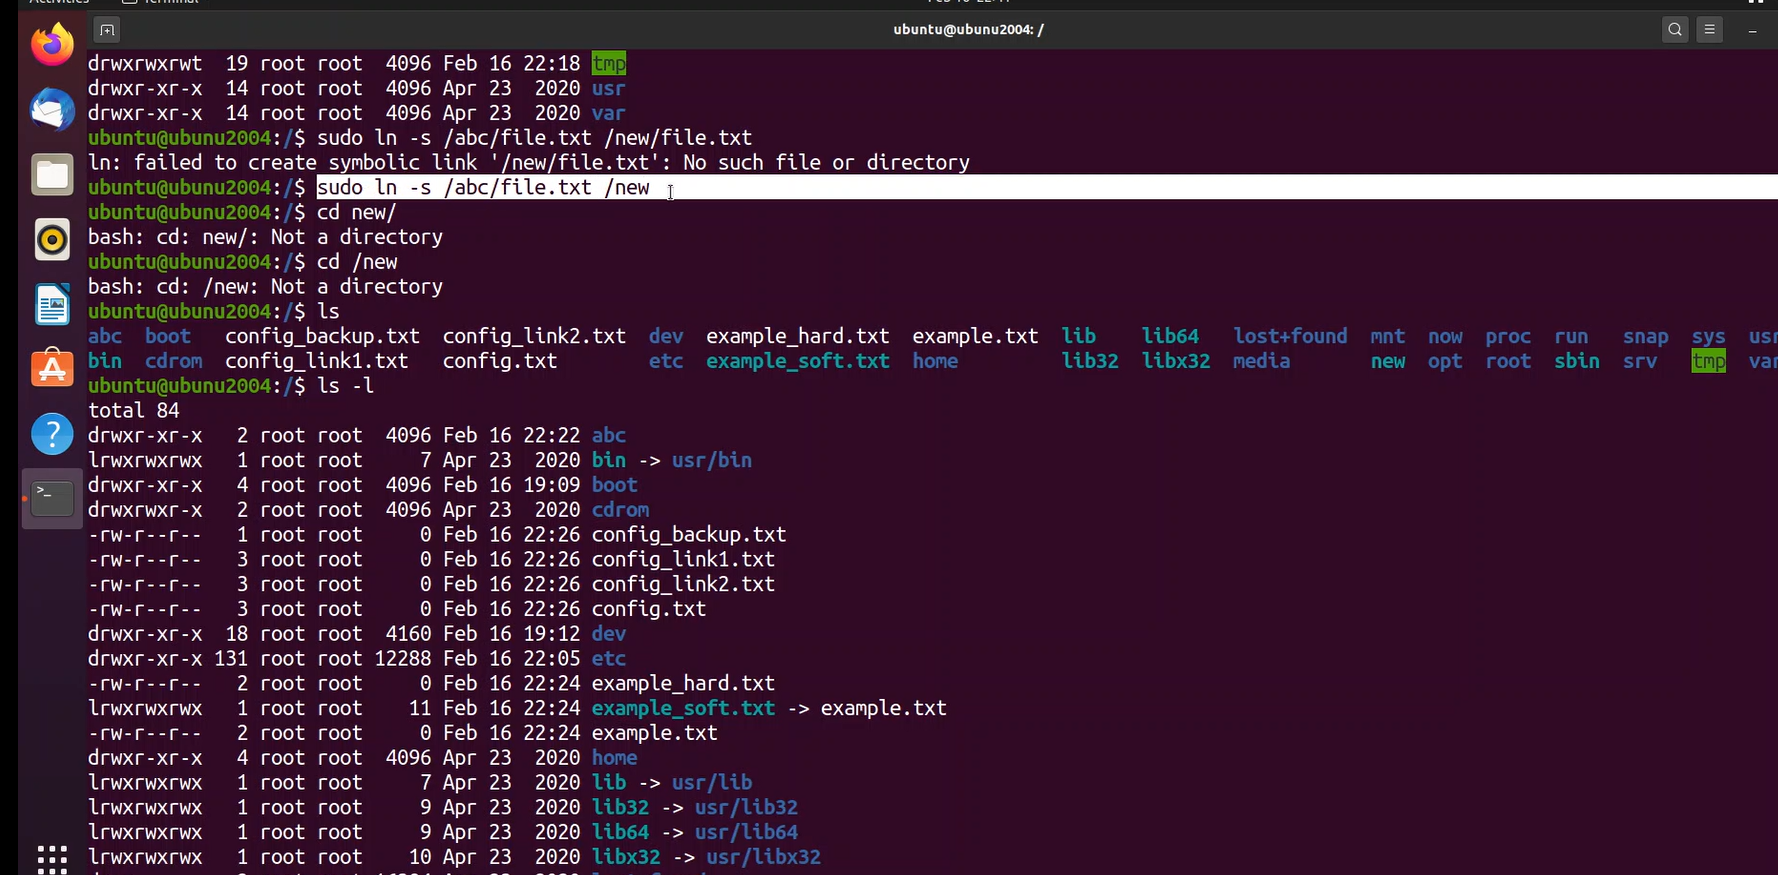 ubuntu@ubunu2004: /
drwxrwxrwt  19 root root  4096 Feb 16 22:18 tmp
drwxr-xr-x  14 root root  4096 Apr 23  2020 usr
drwxr-xr-x  14 root root  4096 Apr 23  2020 var
ubuntu@ubunu2004:/$ sudo ln -s /abc/file.txt /new/file.txt
ln: failed to create symbolic link '/new/file.txt': No such file or directory
ubuntu@ubunu2004:/$ sudo ln -s /abc/file.txt /new
ubuntu@ubunu2004:/$ cd new/
bash: cd: new/: Not a directory
ubuntu@ubunu2004:/$ cd /new
bash: cd: /new: Not a directory
ubuntu@ubunu2004:/$ ls
abc  boot   config_backup.txt  config_link2.txt  dev  example_hard.txt  example.txt  lib    lib64   lost+found  mnt  now  proc  run   snap  sys
bin  cdrom  config_link1.txt   config.txt        etc  example_soft.txt  home         lib32  libx32  media       new  opt  root  sbin  srv   tmp
ubuntu@ubunu2004:/$ ls -l
total 84
drwxr-xr-x   2 root root  4096 Feb 16 22:22 abc
lrwxrwxrwx   1 root root     7 Apr 23  2020 bin -> usr/bin
drwxr-xr-x   4 root root  4096 Feb 16 19:09 boot
drwxr-xr-x   2 root root  4096 Apr 23  2020 cdrom
-rw-r--r--   1 root root     0 Feb 16 22:26 config_backup.txt
-rw-r--r--   3 root root     0 Feb 16 22:26 config_link1.txt
-rw-r--r--   3 root root     0 Feb 16 22:26 config_link2.txt
-rw-r--r--   3 root root     0 Feb 16 22:26 config.txt
drwxr-xr-x  18 root root  4160 Feb 16 19:12 dev
drwxr-xr-x 131 root root 12288 Feb 16 22:05 etc
-rw-r--r--   2 root root     0 Feb 16 22:24 example_hard.txt
lrwxrwxrwx   1 root root    11 Feb 16 22:24 example_soft.txt -> example.txt
-rw-r--r--   2 root root     0 Feb 16 22:24 example.txt
drwxr-xr-x   4 root root  4096 Apr 23  2020 home
lrwxrwxrwx   1 root root     7 Apr 23  2020 lib -> usr/lib
lrwxrwxrwx   1 root root     9 Apr 23  2020 lib32 -> usr/lib32
lrwxrwxrwx   1 root root     9 Apr 23  2020 lib64 -> usr/lib64
lrwxrwxrwx   1 root root    10 Apr 23  2020 libx32 -> usr/libx32